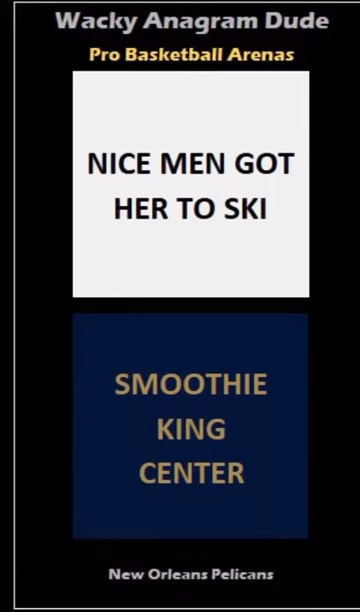 Wacky Anagram Dude
Pro Basketball Arenas
NICE MEN GOT
HER TO SKI
SMOOTHIE
KING
CENTER
New Orleans Pelicans